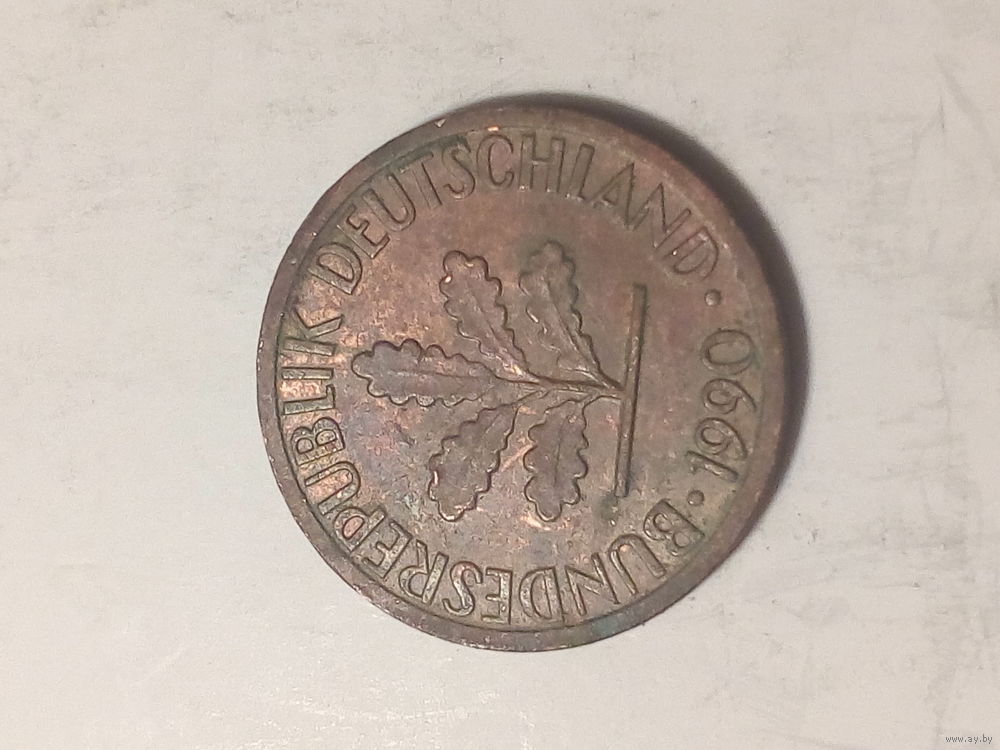 BUNDESREPUBLIK DEUTSCHLAND
· 1990 ·
www.ay.by